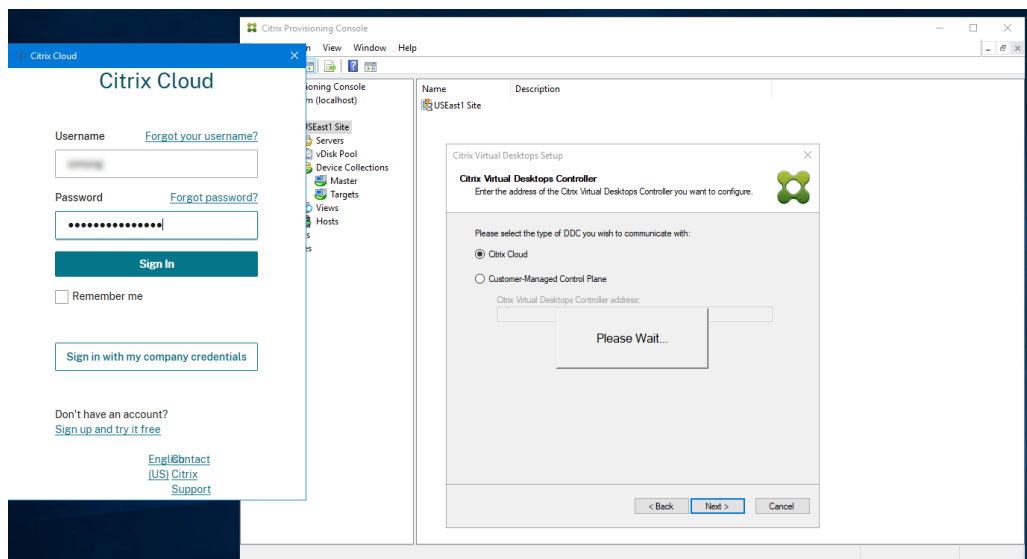 Citrix Provisioning Console
View Window Help
Citrix Cloud
Citrix Cloud
Username Forgot your username?
Password Forgot password?
Sign In
Remember me
Sign in with my company credentials
Don't have an account?
Sign up and try it free
English
(US)
Contact
Citrix
Support
ioning Console
m (localhost)
USEast1 Site
Servers
vDisk Pool
Device Collections
Master
Targets
Views
Hosts
Name Description
USEast1 Site
Citrix Virtual Desktops Setup
Citrix Virtual Desktops Controller
Enter the address of the Citrix Virtual Desktops Controller you want to configure.
Please select the type of DDC you wish to communicate with:
Citrix Cloud
Customer-Managed Control Plane
Citrix Virtual Desktops Controller address:
Please Wait...
< Back Next > Cancel